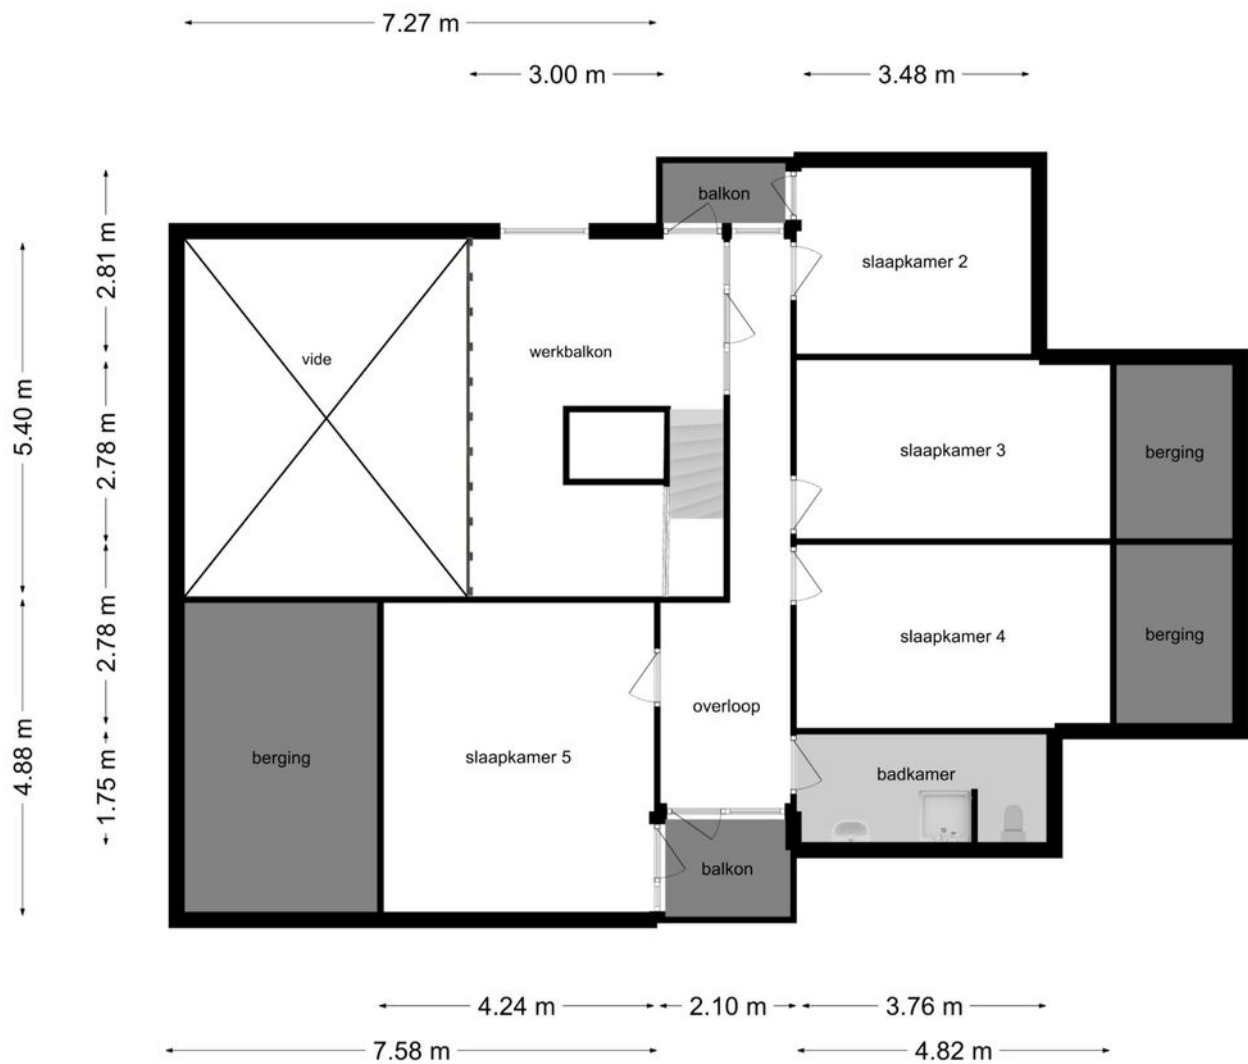 7.27 m
3.00 m
3.48 m
balkon
slaapkamer 2
2.81 m
vide
werkbalkon
5.40 m
2.78 m
slaapkamer 3
berging
2.78 m
slaapkamer 4
berging
overloop
4.88 m
1.75 m
berging
slaapkamer 5
badkamer
balkon
4.24 m
2.10 m
3.76 m
7.58 m
4.82 m